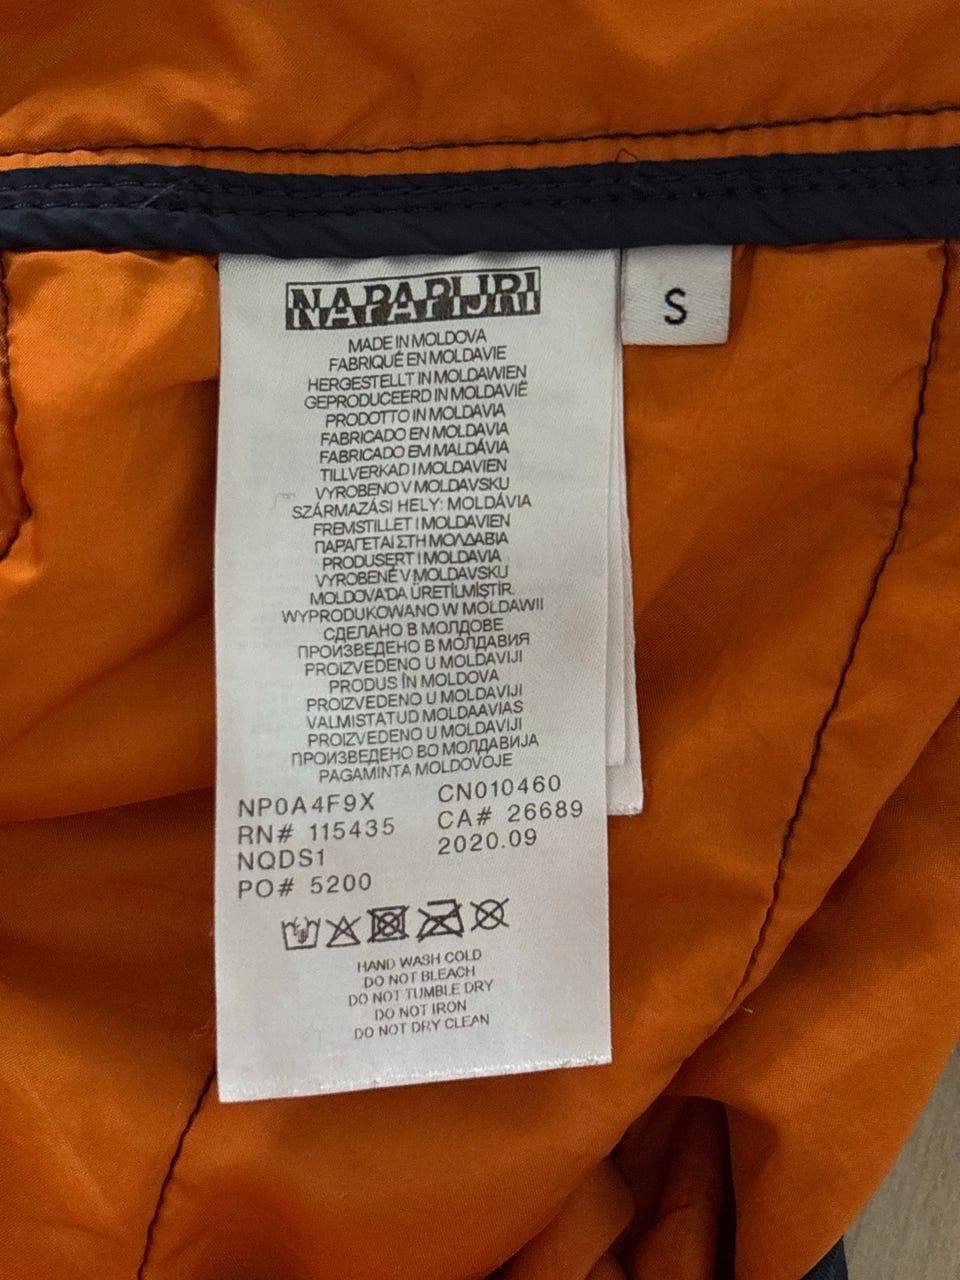 NAPAPIJRI
S
MADE IN MOLDOVA
FABRIQUÉ EN MOLDAVIE
HERGESTELLT IN MOLDAWIEN
GEPRODUCEERD IN MOLDAVIË
PRODOTTO IN MOLDAVIA
FABRICADO EN MOLDAVIA
FABRICADO EM MALDÁVIA
TILLVERKAD I MOLDAVIEN
VYROBENO V MOLDAVSKU
SZÁRMAZÁSI HELY: MOLDÁVIA
FREMSTILLET I MOLDAVIEN
ΠΑΡΑΓΕΤΑΙ ΣΤΗ ΜΟΛΔΑΒΙΑ
PRODUSERT I MOLDAVIA
VYROBENÉ V MOLDAVSKU
MOLDOVA'DA ÜRETİLMİŞTİR.
WYPRODUKOWANO W MOŁDAWII
СДЕЛАНО В МОЛДОВЕ
ПРОИЗВЕДЕНО В МОЛДАВИЯ
PROIZVEDENO U MOLDAVIJI
PRODUS ÎN MOLDOVA
PROIZVEDENO U MOLDAVIJI
VALMISTATUD MOLDAAVIAS
PROIZVEDENO U MOLDAVIJI
ПРОИЗВЕДЕНО ВО МОЛДАВИЈА
PAGAMINTA MOLDOVOJE
NP0A4F9X CN010460
RN# 115435 CA# 26689
NQDS1 2020.09
PO# 5200
HAND WASH COLD
DO NOT BLEACH
DO NOT TUMBLE DRY
DO NOT IRON
DO NOT DRY CLEAN